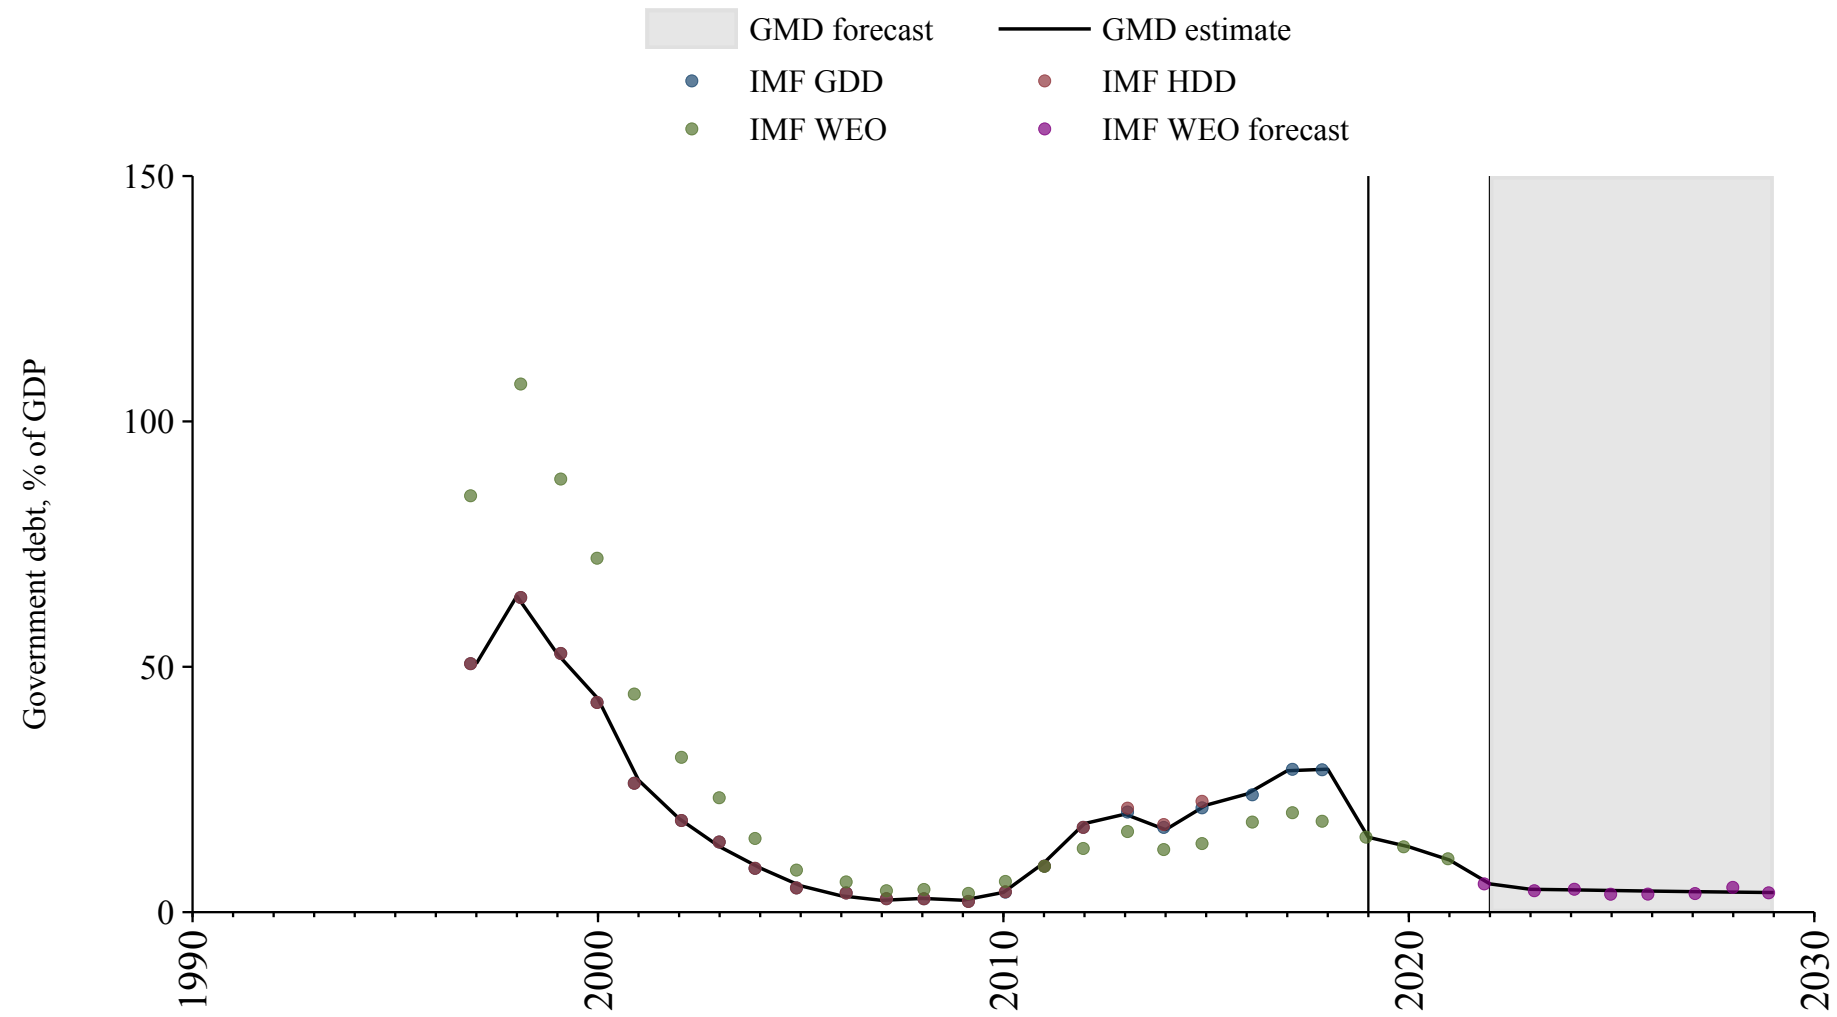 GMD forecast
GMD estimate
IMF GDD
IMF HDD
IMF WEO
IMF WEO forecast
Government debt, % of GDP
150
100
50
0
1990
2000
2010
2020
2030